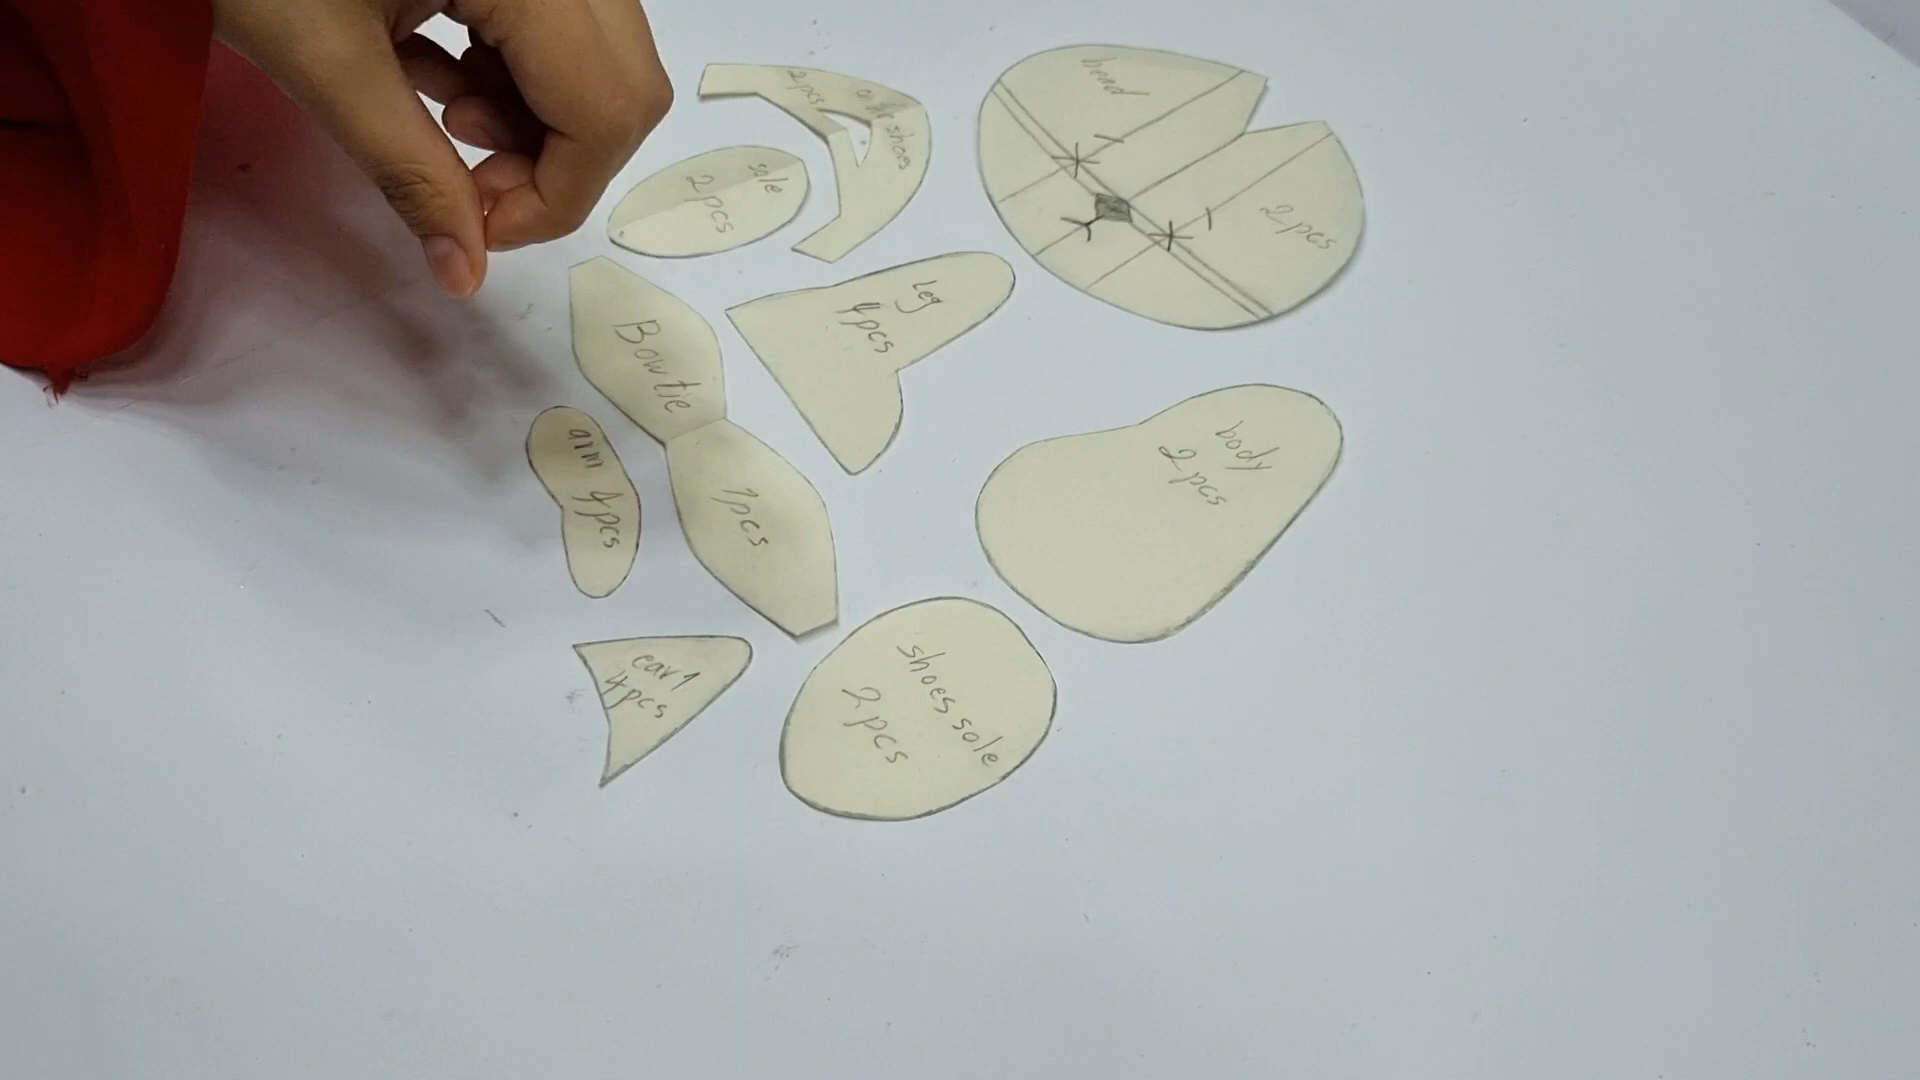 head
2pcs
2pcs
shoes
sole
2pcs
Leg
4pcs
Bowtie
1pcs
arm 4pcs
body
2pcs
ear1
4pcs
shoes sole
2pcs